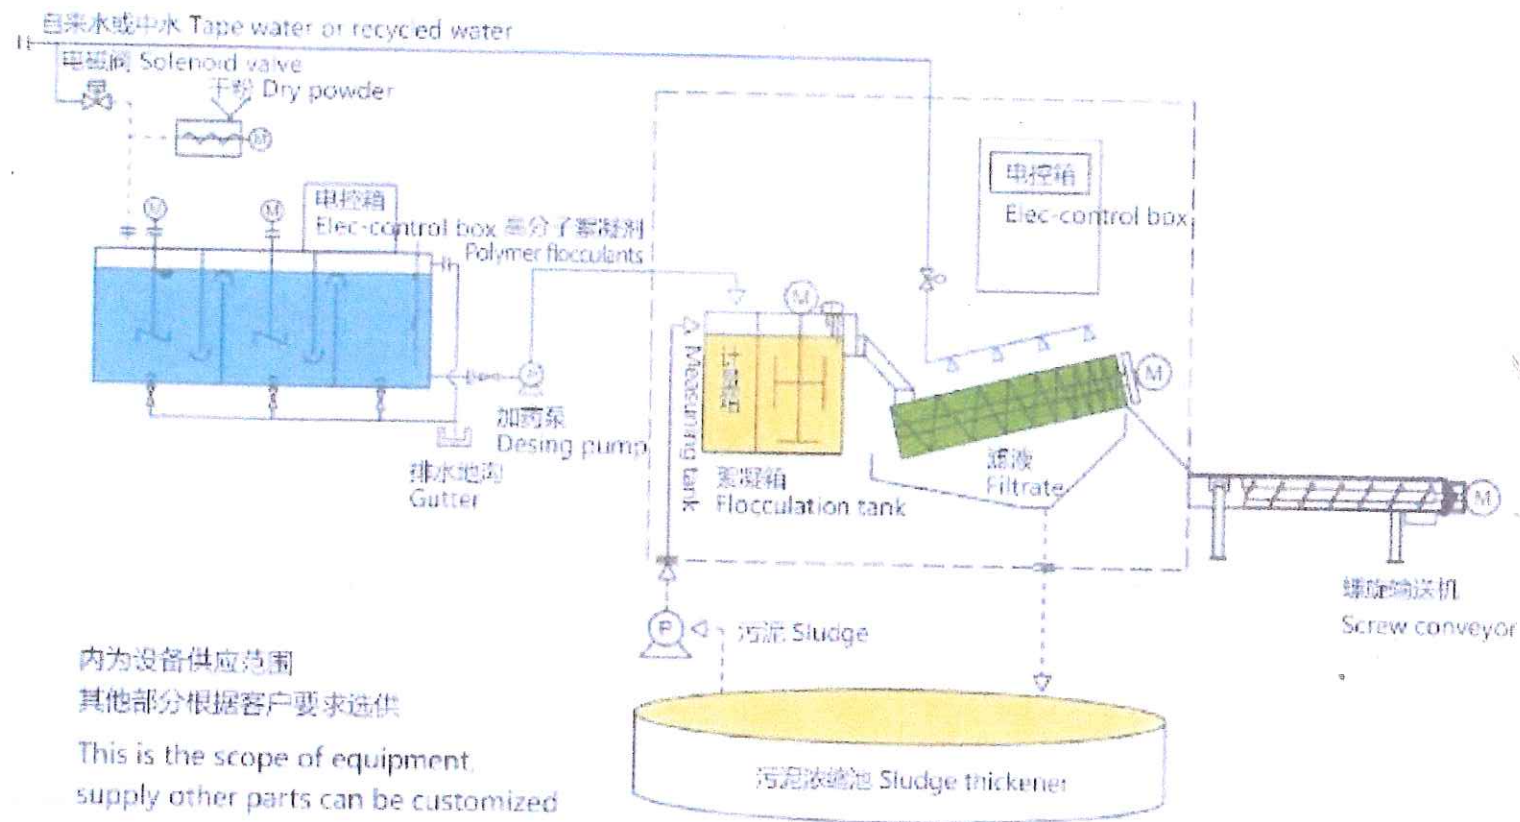 自来水或中水 Tape water or recycled water
电磁阀 Solenoid valve
干粉 Dry powder
M
M
M
电控箱
Elec-control box
高分子絮凝剂
Polymer flocculants
电控箱
Elec-control box
M
M
M
加药泵
Desing pump
排水地沟
Gutter
Measuring tank
絮凝箱
Flocculation tank
滤液
Filtrate
M
螺旋输送机
Screw conveyor
P
污泥 Sludge
污泥浓缩池 Sludge thickener
内为设备供应范围
其他部分根据客户要求选供
This is the scope of equipment,
supply other parts can be customized